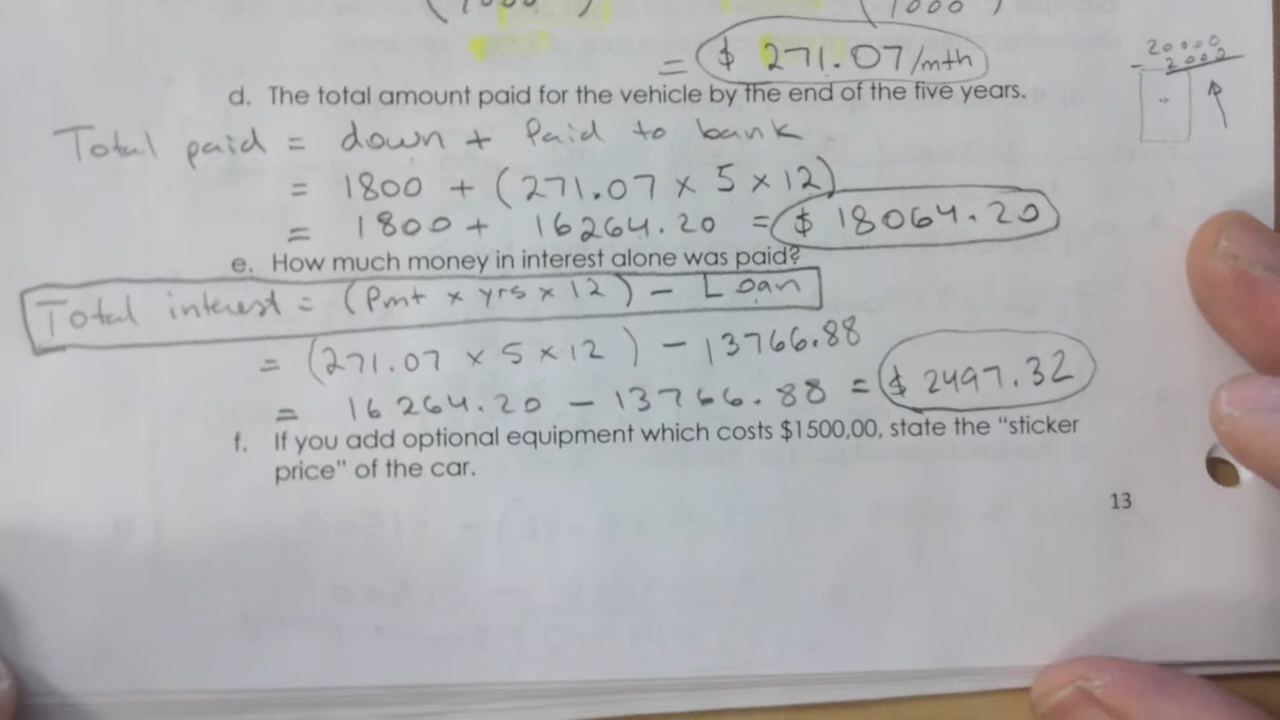 (1000) (1000)
= $ 271.07/mth
20000
- 2000
d. The total amount paid for the vehicle by the end of the five years.
Total paid = down + Paid to bank
= 1800 + (271.07 x 5 x 12)
= 1800 + 16264.20 = $ 18064.20
e. How much money in interest alone was paid?
Total interest = (Pmt x yrs x 12) - Loan
= (271.07 x 5 x 12) - 13766.88
= 16264.20 - 13766.88 = $ 2497.32
f. If you add optional equipment which costs $1500,00, state the "sticker
price" of the car.
13